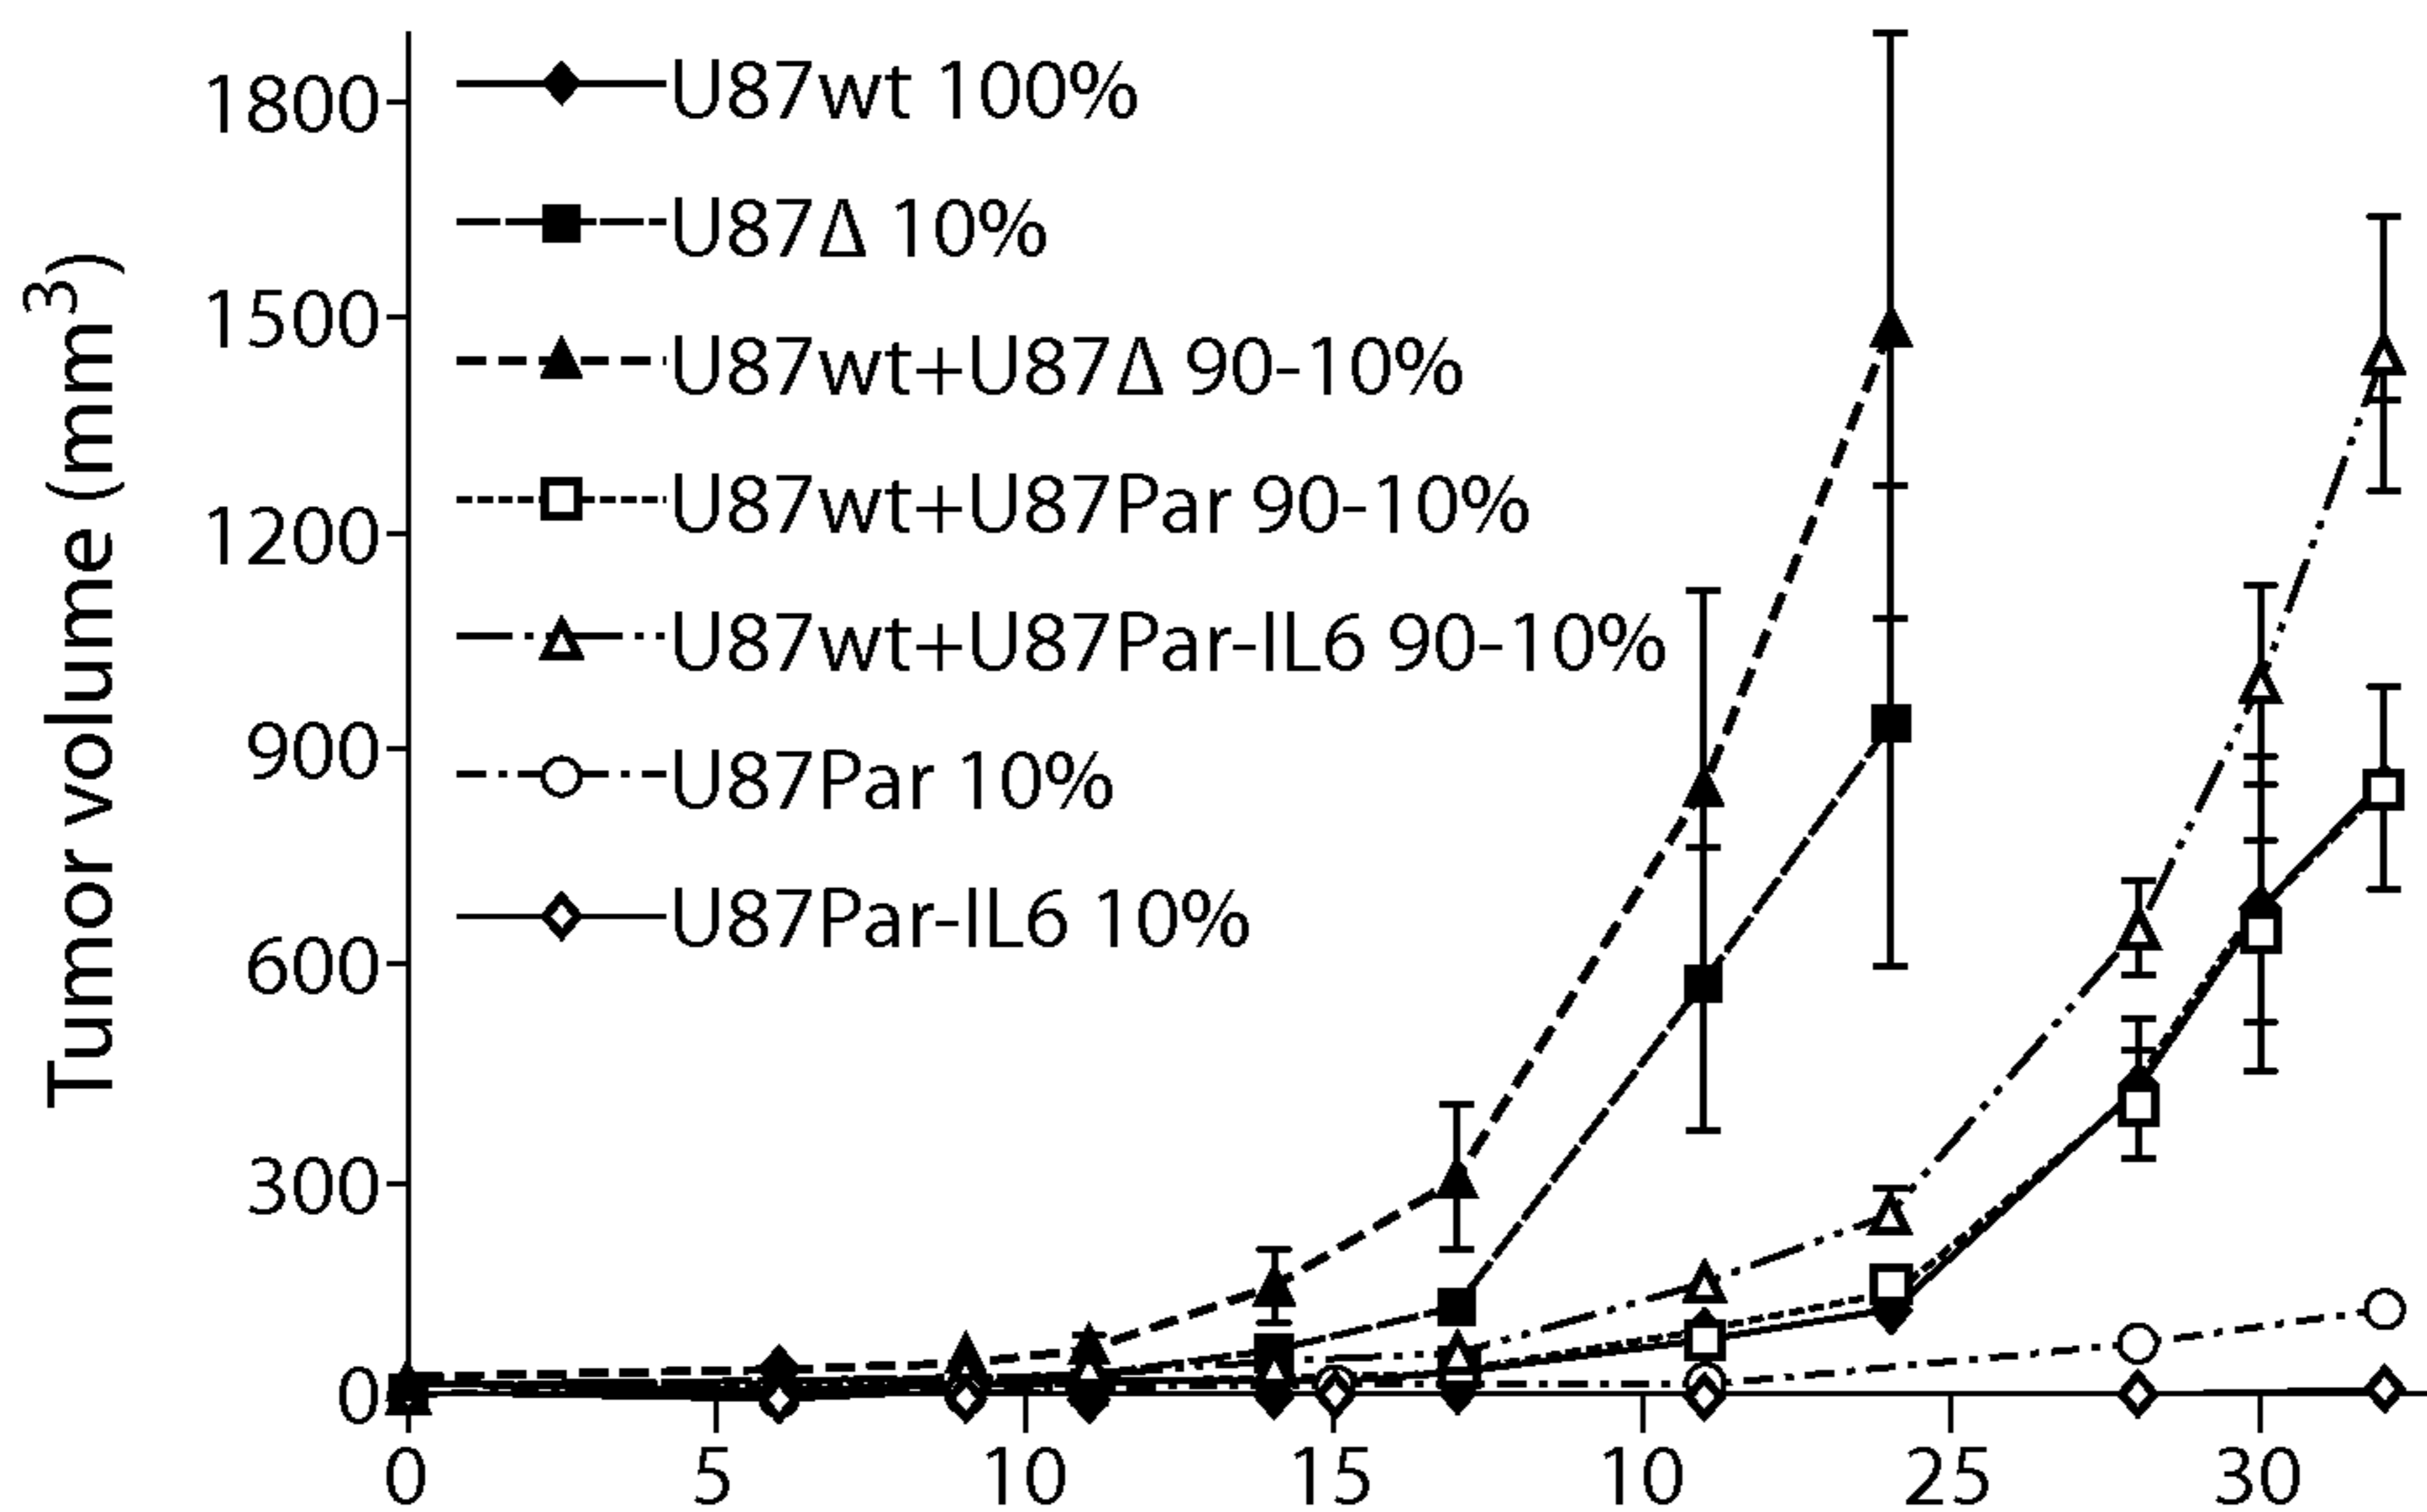 Tumor volume (mm³)
1800
1500
1200
900
600
300
0
U87wt 100%
U87Δ 10%
U87wt+U87Δ 90-10%
U87wt+U87Par 90-10%
U87wt+U87Par-IL6 90-10%
U87Par 10%
U87Par-IL6 10%
0 5 10 15 10 25 30